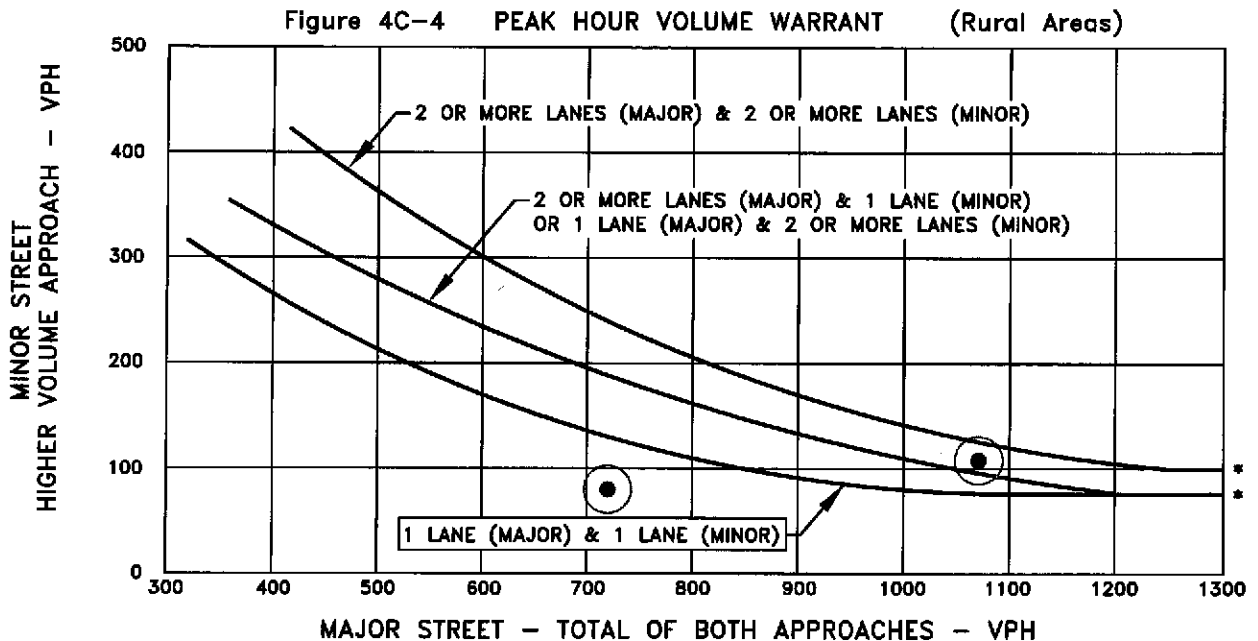 Figure 4C-4 PEAK HOUR VOLUME WARRANT (Rural Areas)
MINOR STREET
HIGHER VOLUME APPROACH - VPH
500
400
300
200
100
0
2 OR MORE LANES (MAJOR) & 2 OR MORE LANES (MINOR)
2 OR MORE LANES (MAJOR) & 1 LANE (MINOR)
OR 1 LANE (MAJOR) & 2 OR MORE LANES (MINOR)
1 LANE (MAJOR) & 1 LANE (MINOR)
*
*
300 400 500 600 700 800 900 1000 1100 1200 1300
MAJOR STREET - TOTAL OF BOTH APPROACHES - VPH